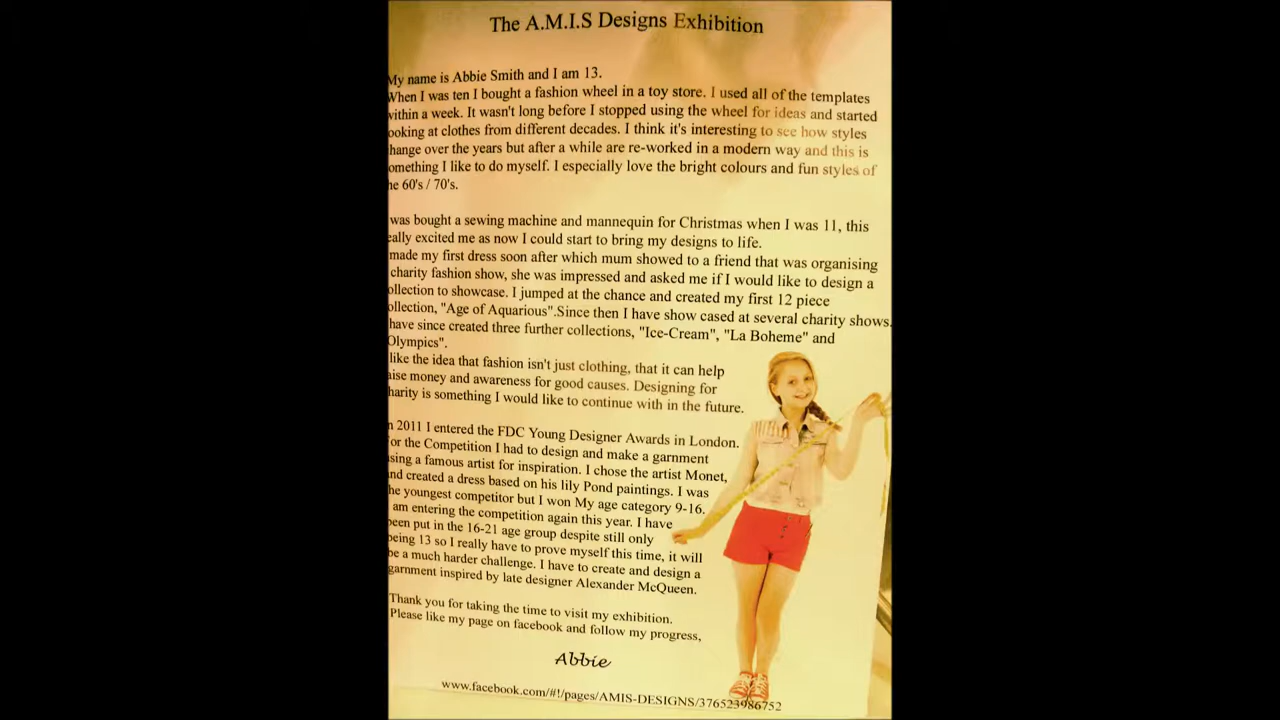 The A.M.I.S Designs Exhibition
My name is Abbie Smith and I am 13.
When I was ten I bought a fashion wheel in a toy store. I used all of the templates
within a week. It wasn't long before I stopped using the wheel for ideas and started
ooking at clothes from different decades. I think it's interesting to see how styles
hange over the years but after a while are re-worked in a modern way and this is
omething I like to do myself. I especially love the bright colours and fun styles of
he 60's / 70's.
was bought a sewing machine and mannequin for Christmas when I was 11, this
eally excited me as now I could start to bring my designs to life.
made my first dress soon after which mum showed to a friend that was organising
charity fashion show, she was impressed and asked me if I would like to design a
ollection to showcase. I jumped at the chance and created my first 12 piece
ollection, "Age of Aquarious".Since then I have show cased at several charity shows.
have since created three further collections, "Ice-Cream", "La Boheme" and
Olympics".
like the idea that fashion isn't just clothing, that it can help
aise money and awareness for good causes. Designing for
harity is something I would like to continue with in the future.
n 2011 I entered the FDC Young Designer Awards in London.
For the Competition I had to design and make a garnment
using a famous artist for inspiration. I chose the artist Monet,
and created a dress based on his lily Pond paintings. I was
he youngest competitor but I won My age category 9-16.
am entering the competition again this year. I have
been put in the 16-21 age group despite still only
being 13 so I really have to prove myself this time, it will
be a much harder challenge. I have to create and design a
garnment inspired by late designer Alexander McQueen.
Thank you for taking the time to visit my exhibition.
Please like my page on facebook and follow my progress,
Abbie
www.facebook.com/#!/pages/AMIS-DESIGNS/376523986752